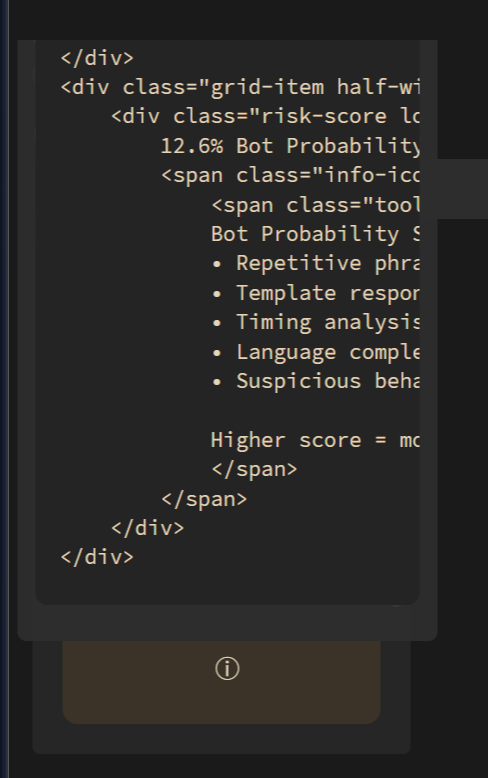 </div>
<div class="grid-item half-wi
<div class="risk-score lo
12.6% Bot Probability
<span class="info-ico
<span class="tool
Bot Probability S
• Repetitive phra
• Template respon
• Timing analysis
• Language comple
• Suspicious beha
Higher score = mo
</span>
</span>
</div>
</div>
ⓘ